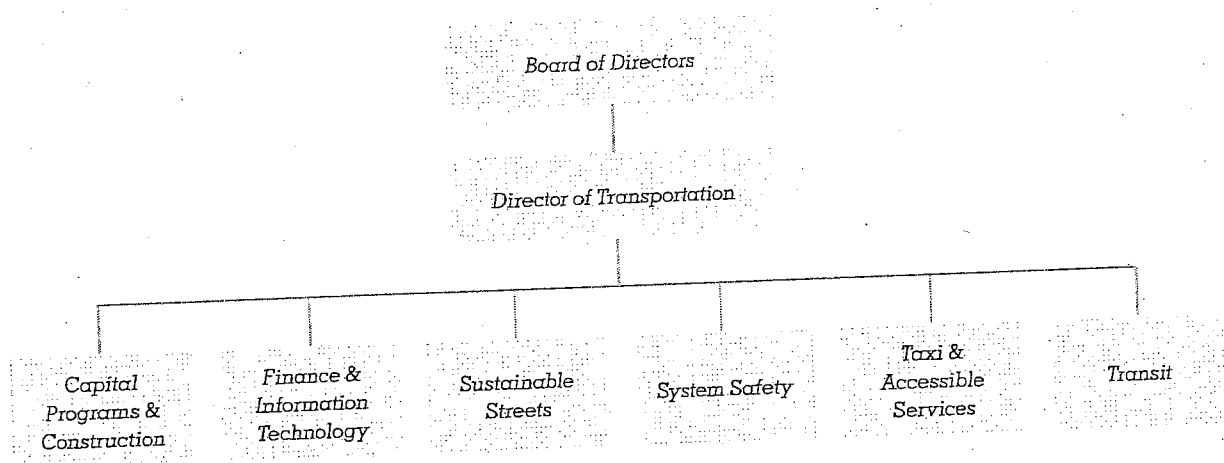 Board of Directors
Director of Transportation
Capital
Programs &
Construction
Finance &
Information
Technology
Sustainable
Streets
System Safety
Taxi &
Accessible
Services
Transit